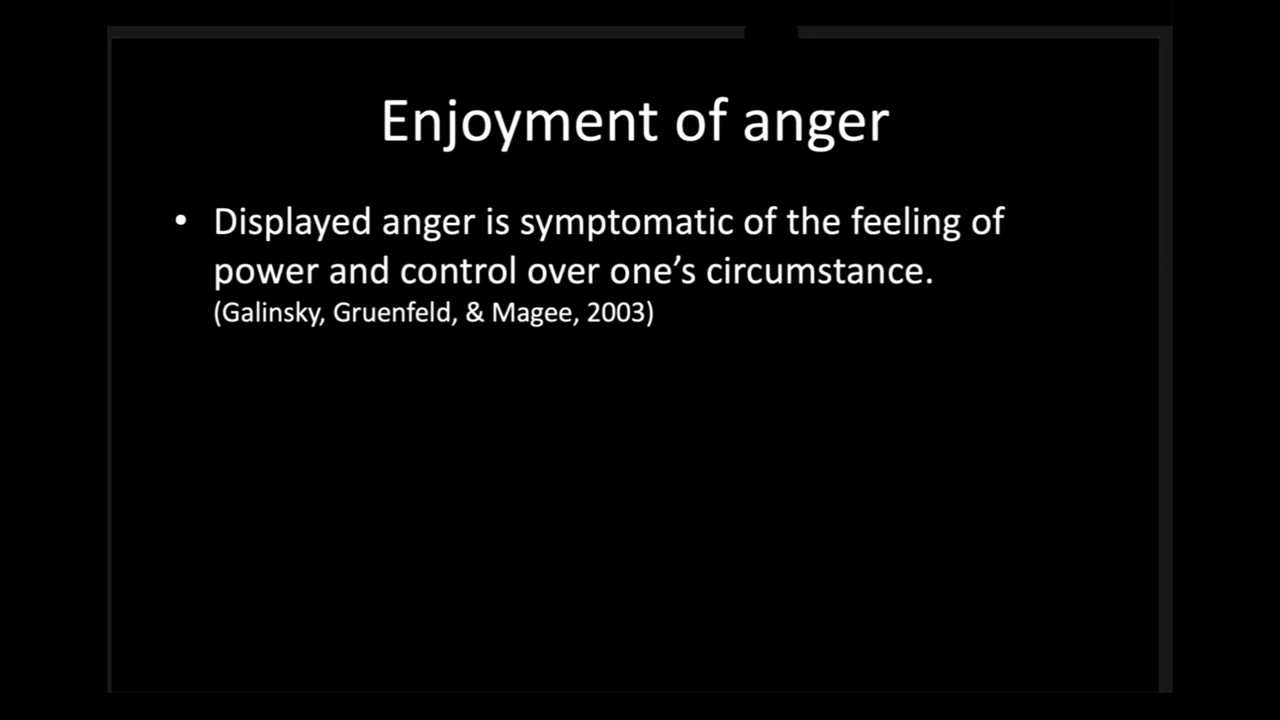 Enjoyment of anger
• Displayed anger is symptomatic of the feeling of
power and control over one’s circumstance.
(Galinsky, Gruenfeld, & Magee, 2003)